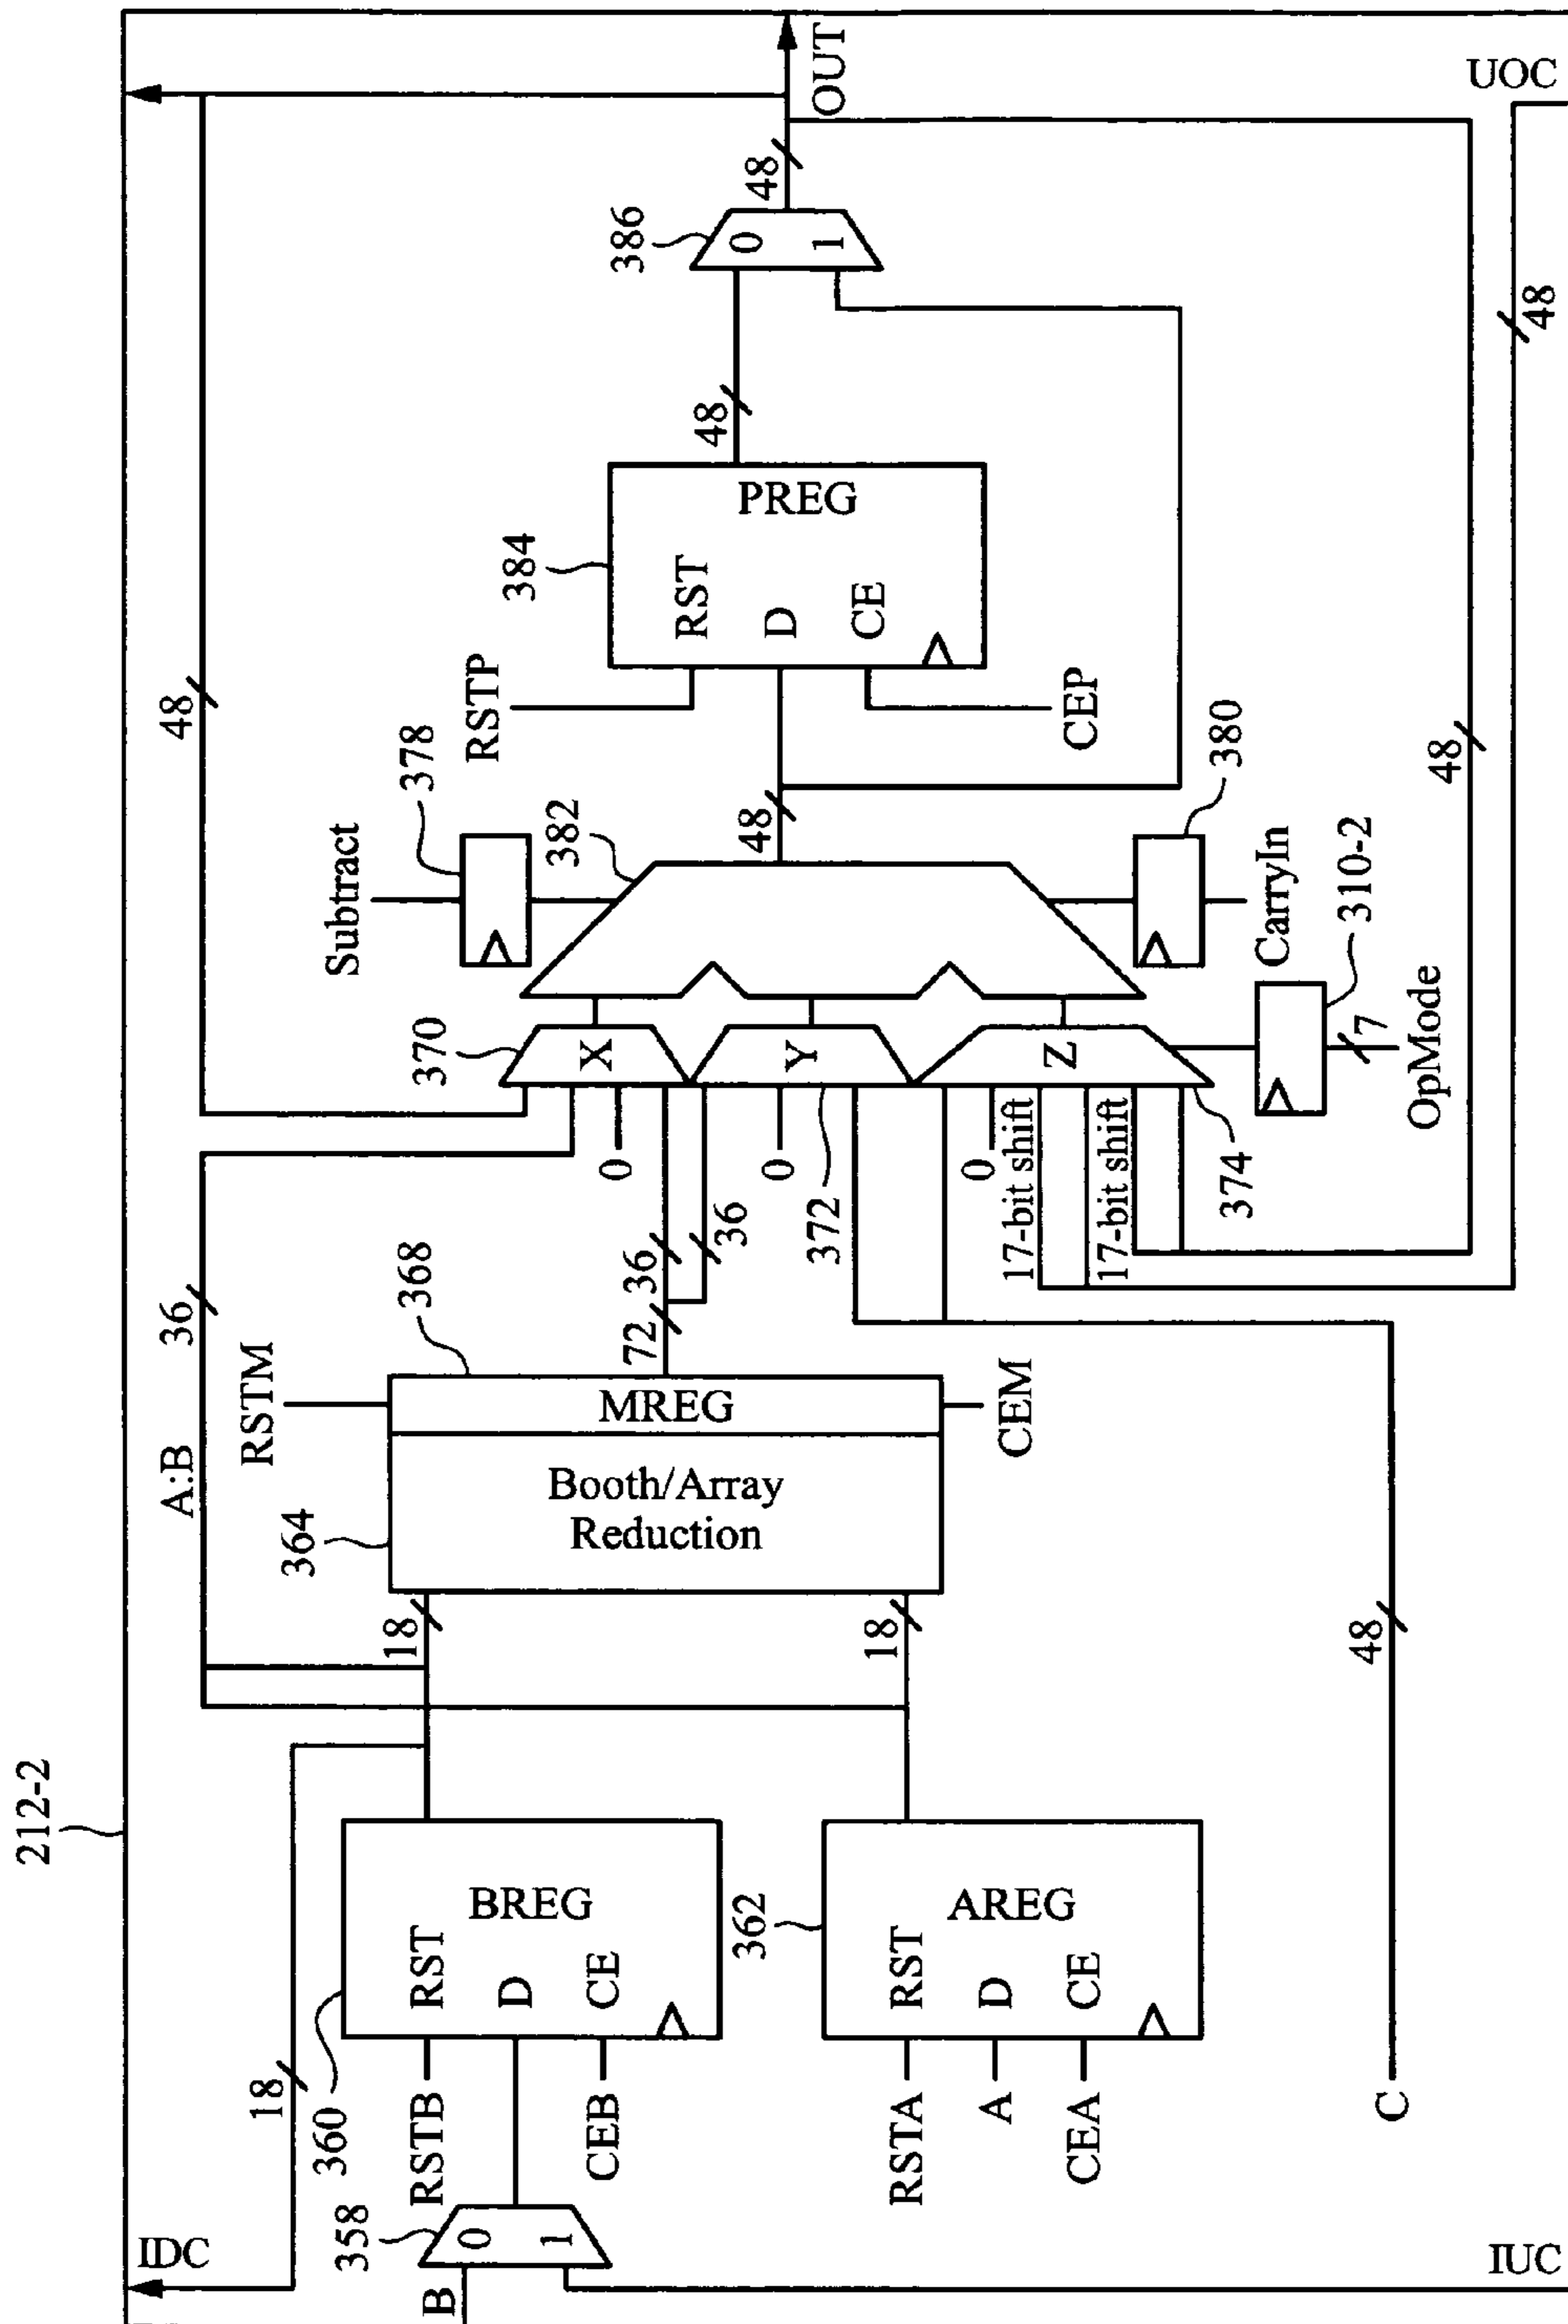 212-2
IDC
18
B
358
0
1
IUC
360
RSTB
CEB
BREG
RST
D
CE
362
RSTA
A
CEA
AREG
RST
D
CE
C
48
18
18
A:B
36
364
Booth/Array
Reduction
MREG
RSTM
CEM
368
72
36
36
370
X
0
372
Y
0
374
Z
0
17-bit shift
17-bit shift
OpMode
7
310-2
Subtract
378
382
CarryIn
380
48
48
RSTP
CEP
384
PREG
RST
D
CE
48
386
0
1
48
OUT
48
48
UOC